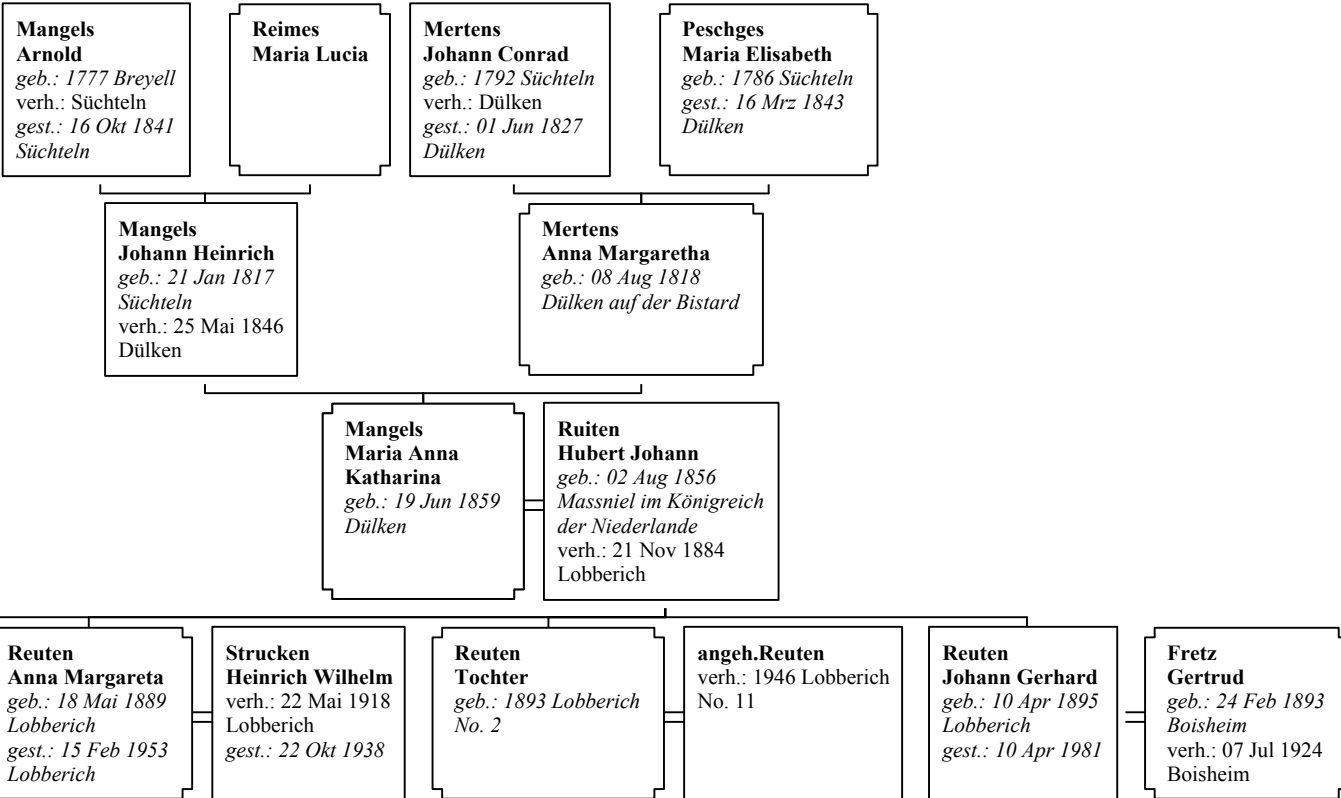 Mangels
Arnold
geb.: 1777 Breyell
verh.: Süchteln
gest.: 16 Okt 1841
Süchteln
Reimes
Maria Lucia
Mertens
Johann Conrad
geb.: 1792 Süchteln
verh.: Dülken
gest.: 01 Jun 1827
Dülken
Peschges
Maria Elisabeth
geb.: 1786 Süchteln
gest.: 16 Mrz 1843
Dülken
Mangels
Johann Heinrich
geb.: 21 Jan 1817
Süchteln
verh.: 25 Mai 1846
Dülken
Mertens
Anna Margaretha
geb.: 08 Aug 1818
Dülken auf der Bistard
Mangels
Maria Anna
Katharina
geb.: 19 Jun 1859
Dülken
Ruiten
Hubert Johann
geb.: 02 Aug 1856
Massniel im Königreich
der Niederlande
verh.: 21 Nov 1884
Lobberich
Reuten
Anna Margareta
geb.: 18 Mai 1889
Lobberich
gest.: 15 Feb 1953
Lobberich
Strucken
Heinrich Wilhelm
verh.: 22 Mai 1918
Lobberich
gest.: 22 Okt 1938
Reuten
Tochter
geb.: 1893 Lobberich
No. 2
angeh.Reuten
verh.: 1946 Lobberich
No. 11
Reuten
Johann Gerhard
geb.: 10 Apr 1895
Lobberich
gest.: 10 Apr 1981
Fretz
Gertrud
geb.: 24 Feb 1893
Boisheim
verh.: 07 Jul 1924
Boisheim